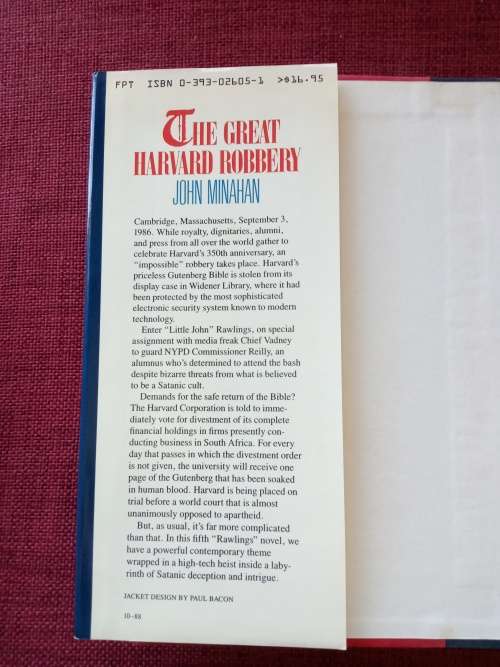 FPT ISBN 0-393-02605-1 >$16.95
THE GREAT
HARVARD ROBBERY
JOHN MINAHAN
Cambridge, Massachusetts, September 3,
1986. While royalty, dignitaries, alumni,
and press from all over the world gather to
celebrate Harvard's 350th anniversary, an
“impossible” robbery takes place. Harvard's
priceless Gutenberg Bible is stolen from its
display case in Widener Library, where it had
been protected by the most sophisticated
electronic security system known to modern
technology.
Enter “Little John” Rawlings, on special
assignment with media freak Chief Vadney
to guard NYPD Commissioner Reilly, an
alumnus who's determined to attend the bash
despite bizarre threats from what is believed
to be a Satanic cult.
Demands for the safe return of the Bible?
The Harvard Corporation is told to imme-
diately vote for divestment of its complete
financial holdings in firms presently con-
ducting business in South Africa. For every
day that passes in which the divestment order
is not given, the university will receive one
page of the Gutenberg that has been soaked
in human blood. Harvard is being placed on
trial before a world court that is almost
unanimously opposed to apartheid.
But, as usual, it's far more complicated
than that. In this fifth “Rawlings” novel, we
have a powerful contemporary theme
wrapped in a high-tech heist inside a laby-
rinth of Satanic deception and intrigue.
JACKET DESIGN BY PAUL BACON
10-88